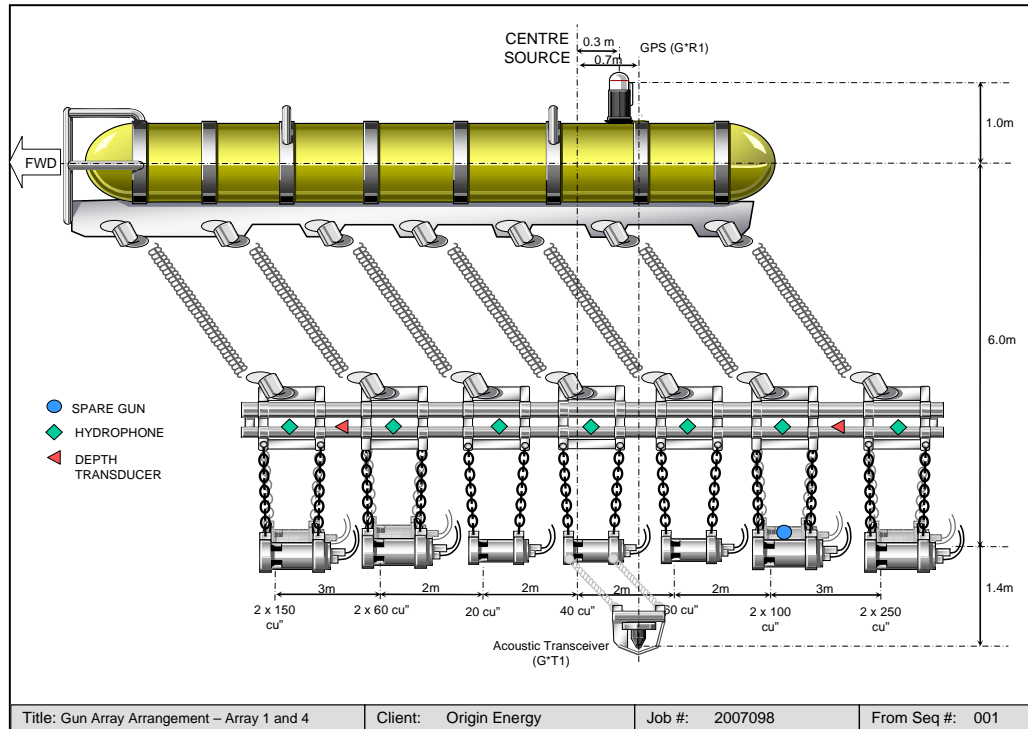 CENTRE
SOURCE
0.3 m
0.7m
GPS (G*R1)
1.0m
FWD
6.0m
SPARE GUN
HYDROPHONE
DEPTH
TRANSDUCER
3m
2m
2m
2m
2m
3m
1.4m
2 x 150
cu"
2 x 60 cu"
20 cu"
40 cu"
cu"
2 x 100
cu"
2 x 250
cu"
Acoustic Transceiver
(G*T1)
Title: Gun Array Arrangement – Array 1 and 4
Client: Origin Energy
Job #: 2007098
From Seq #: 001